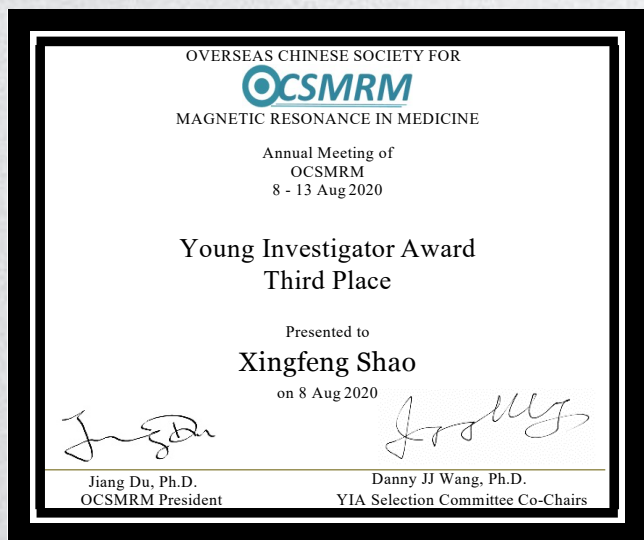 OVERSEAS CHINESE SOCIETY FOR
OCSMRM
MAGNETIC RESONANCE IN MEDICINE
Annual Meeting of
OCSMRM
8 - 13 Aug 2020
Young Investigator Award
Third Place
Presented to
Xingfeng Shao
on 8 Aug 2020
Jiang Du, Ph.D.
OCSMRM President
Danny JJ Wang, Ph.D.
YIA Selection Committee Co-Chairs